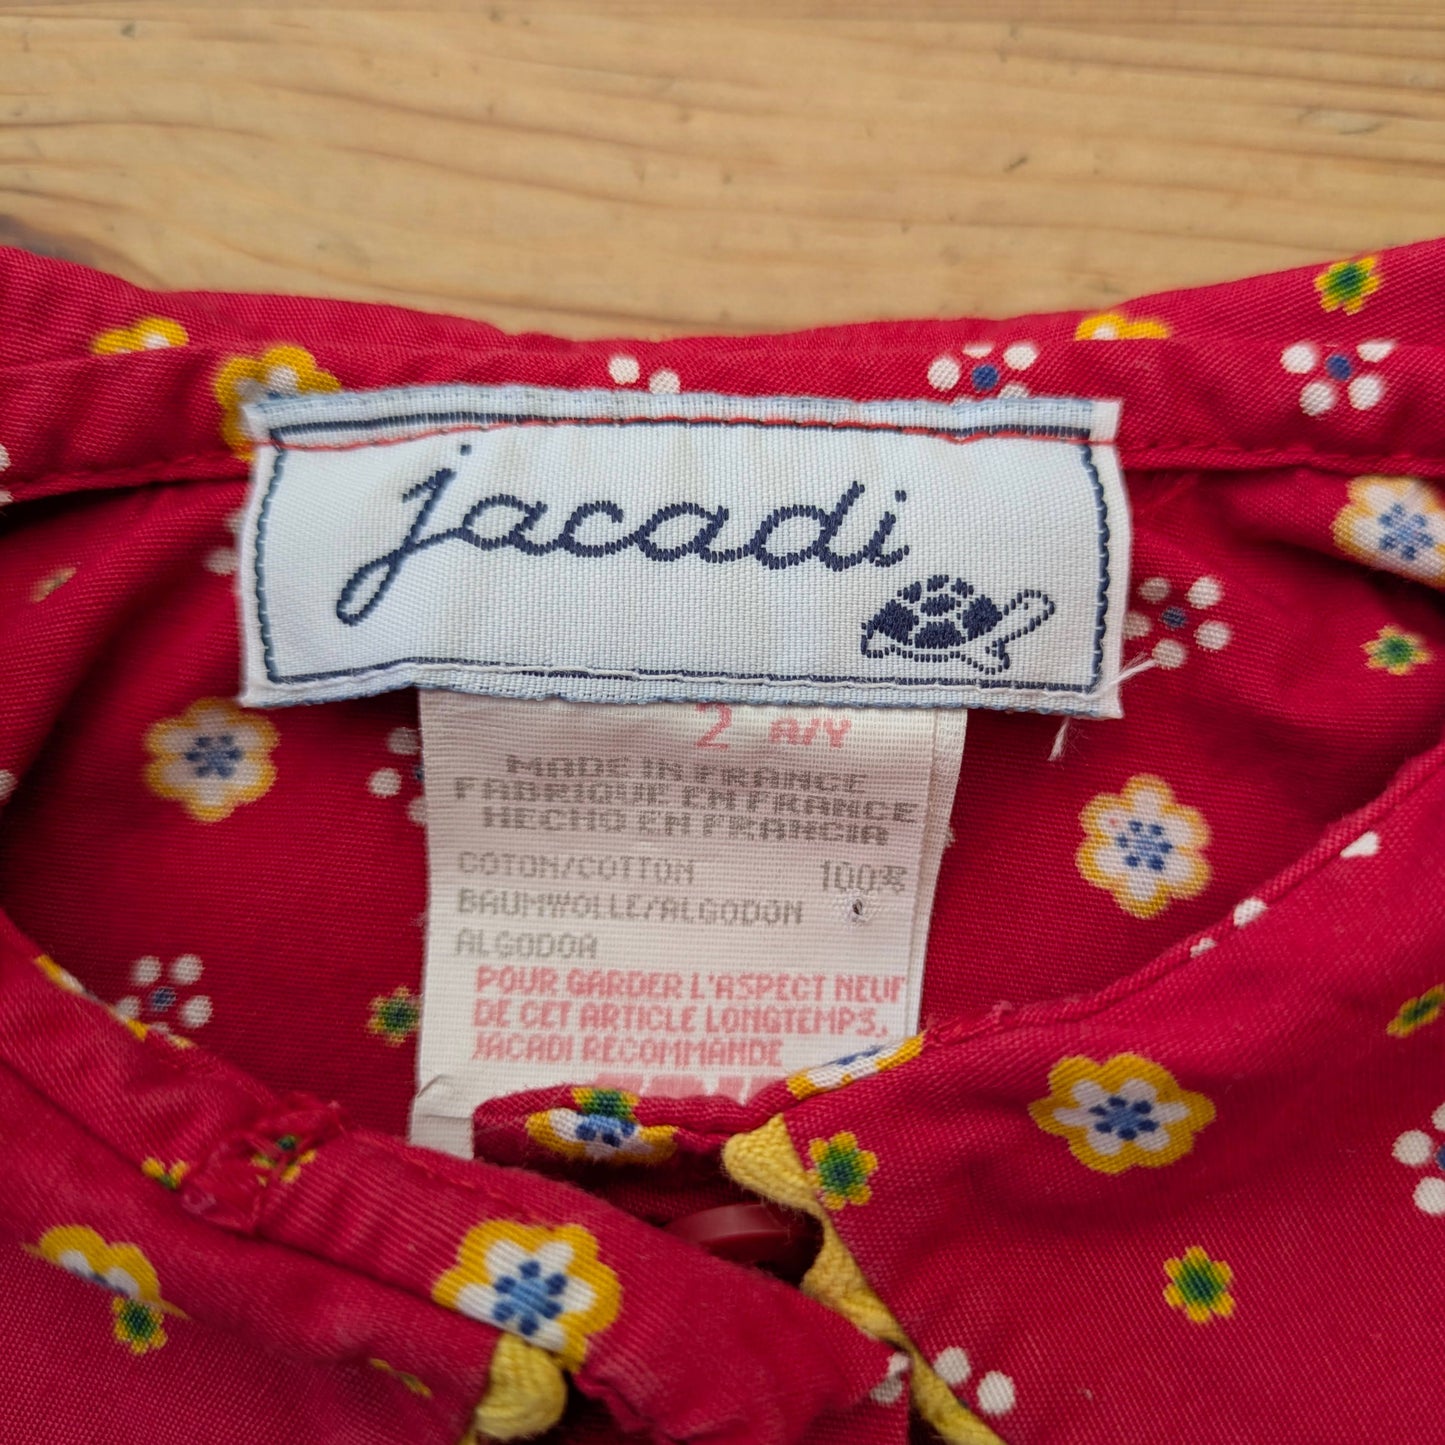 jacadi
2 A/Y
MADE IN FRANCE
FABRIQUE EN FRANCE
HECHO EN FRANCIA
COTON/COTTON 100%
BAUMWOLLE/ALGODON
ALGODOA
POUR GARDER L'ASPECT NEUF
DE CET ARTICLE LONGTEMPS,
JACADI RECOMMANDE